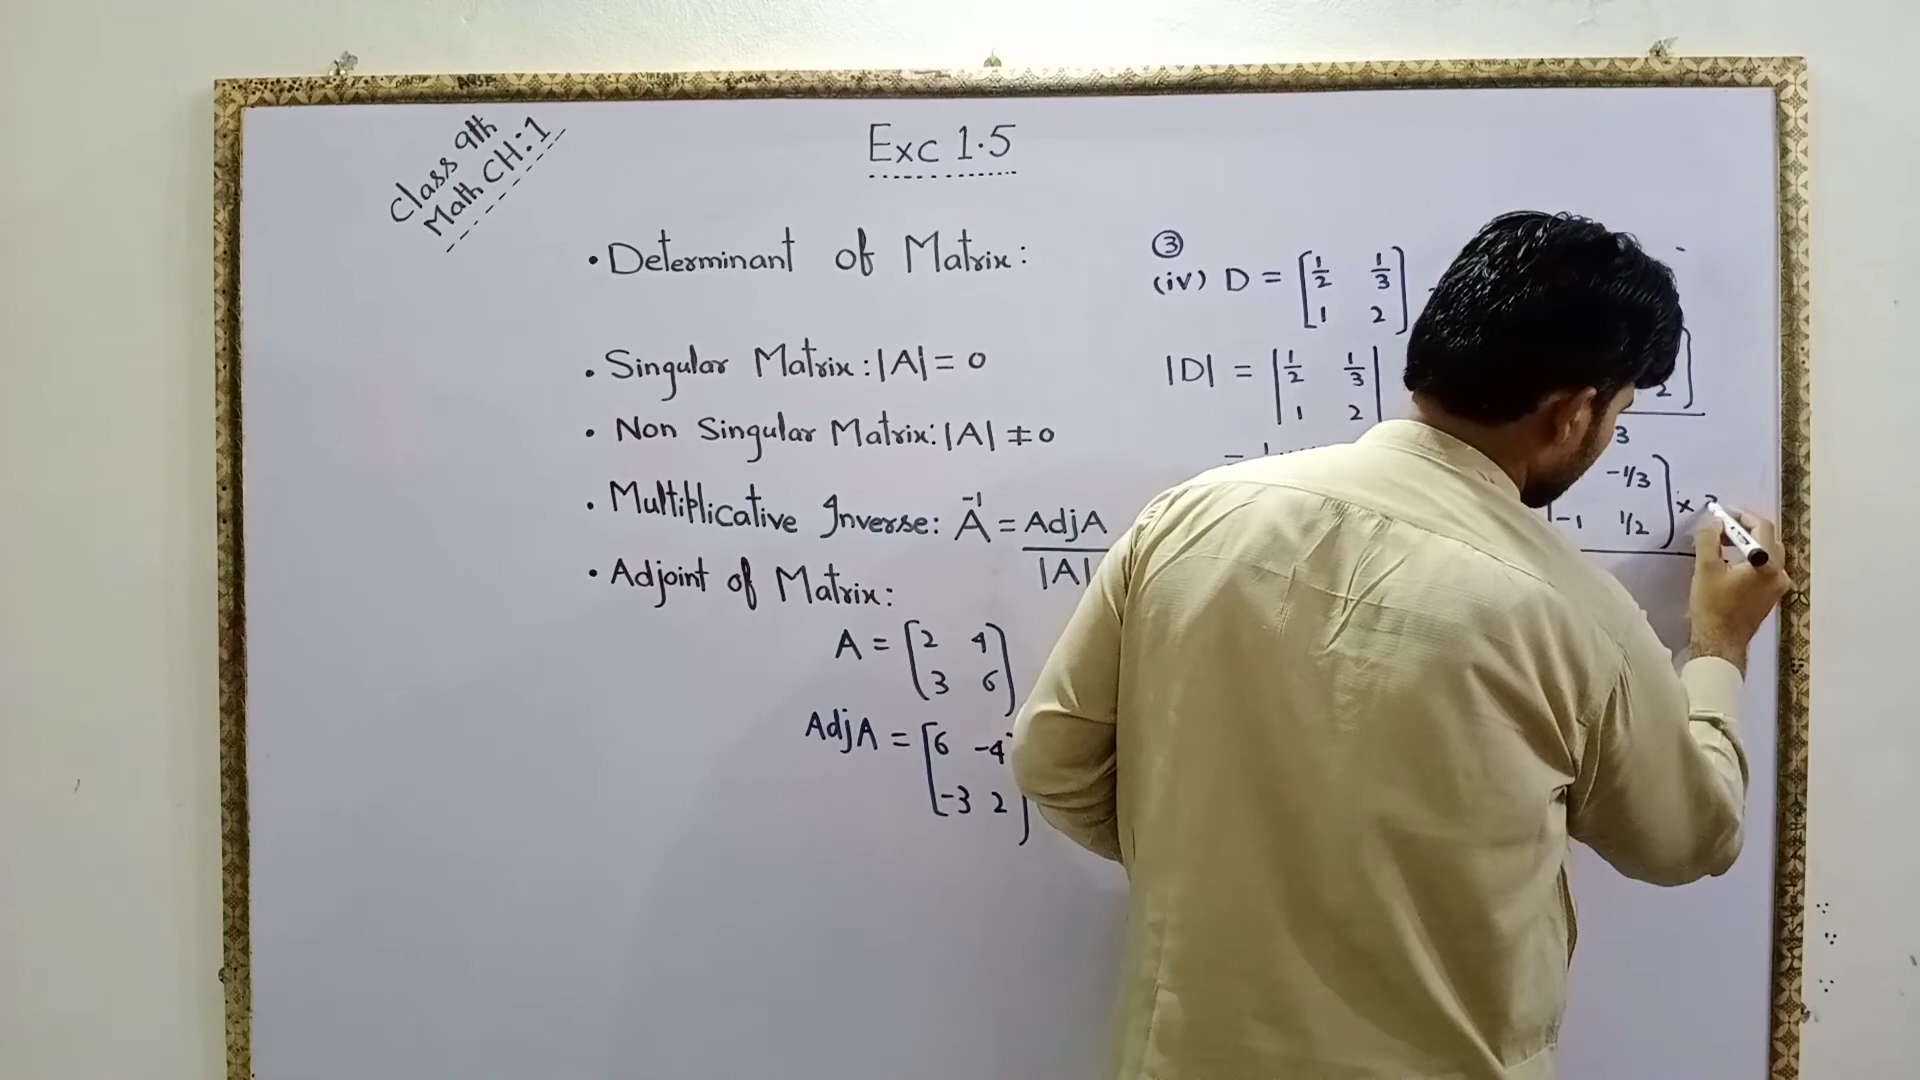 Class 9th
Math CH:1
Exc 1.5
• Determinant of Matrix:
• Singular Matrix: |A| = 0
• Non Singular Matrix: |A| ≠ 0
• Multiplicative Inverse: A⁻¹ = AdjA
|A|
• Adjoint of Matrix:
A = [2 4
3 6]
AdjA = [6 -4
-3 2]
③
(iv) D = [1/2 1/3
1 2]
|D| = |1/2 1/3
1 2|
2]
3
-1/3]
-1 1/2] ×